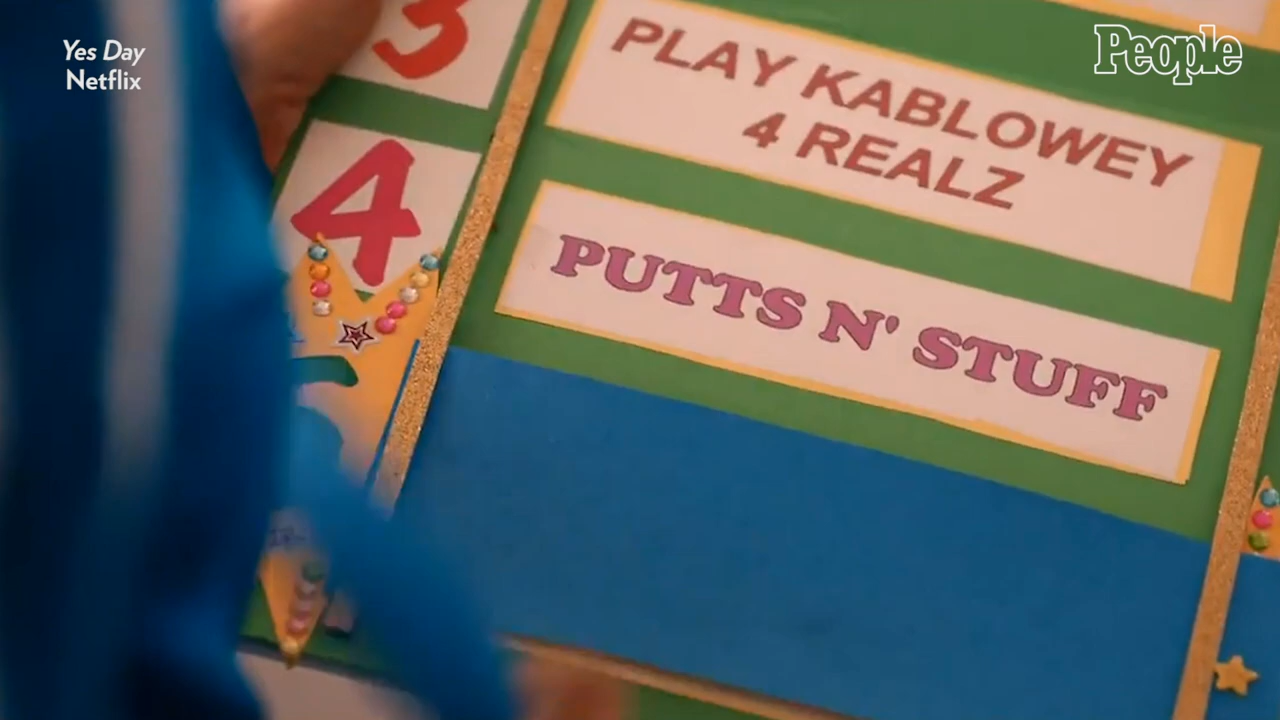 Yes Day
Netflix
People
3
PLAY KABLOWEY
4 REALZ
4
PUTTS N' STUFF